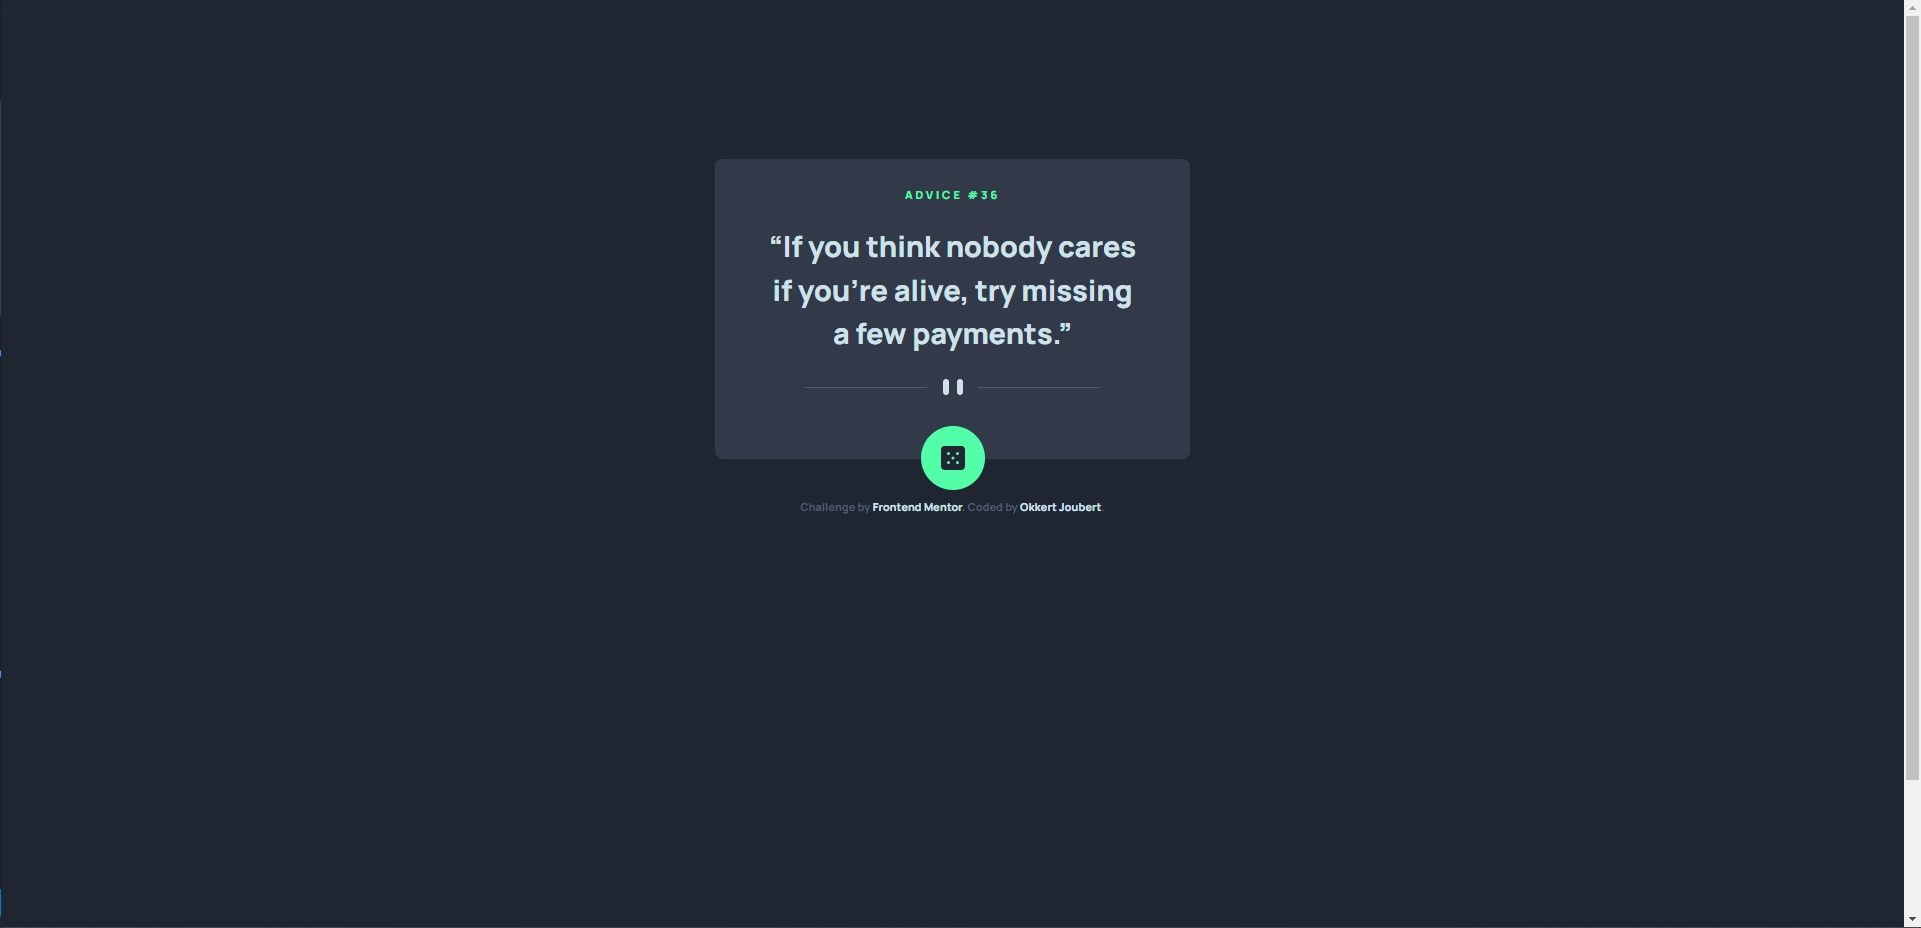 ADVICE #36
“If you think nobody cares
if you’re alive, try missing
a few payments.”
Challenge by Frontend Mentor. Coded by Okkert Joubert.